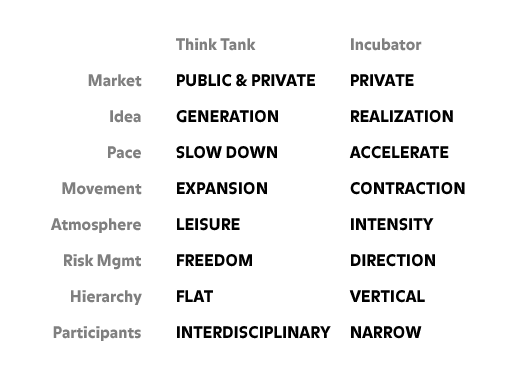 Think Tank Incubator
Market PUBLIC & PRIVATE PRIVATE
Idea GENERATION REALIZATION
Pace SLOW DOWN ACCELERATE
Movement EXPANSION CONTRACTION
Atmosphere LEISURE INTENSITY
Risk Mgmt FREEDOM DIRECTION
Hierarchy FLAT VERTICAL
Participants INTERDISCIPLINARY NARROW